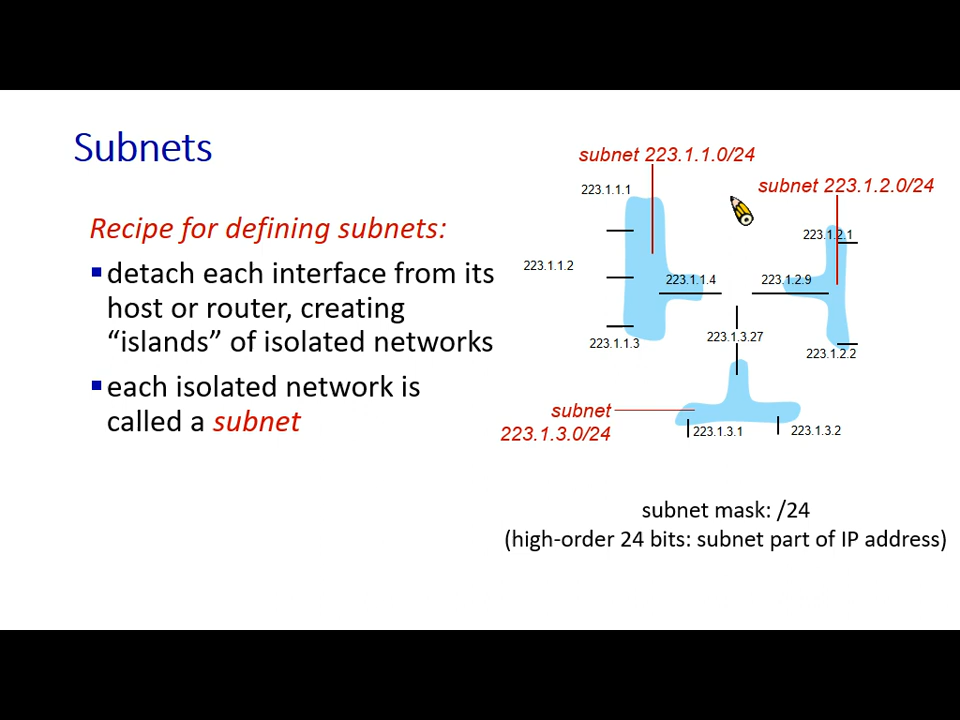 Subnets
Recipe for defining subnets:
▪detach each interface from its
host or router, creating
“islands” of isolated networks
▪each isolated network is
called a subnet
subnet 223.1.1.0/24
subnet 223.1.2.0/24
223.1.1.1
223.1.1.2
223.1.1.3
223.1.1.4
223.1.2.9
223.1.2.1
223.1.2.2
223.1.3.27
subnet
223.1.3.0/24
223.1.3.1
223.1.3.2
subnet mask: /24
(high-order 24 bits: subnet part of IP address)